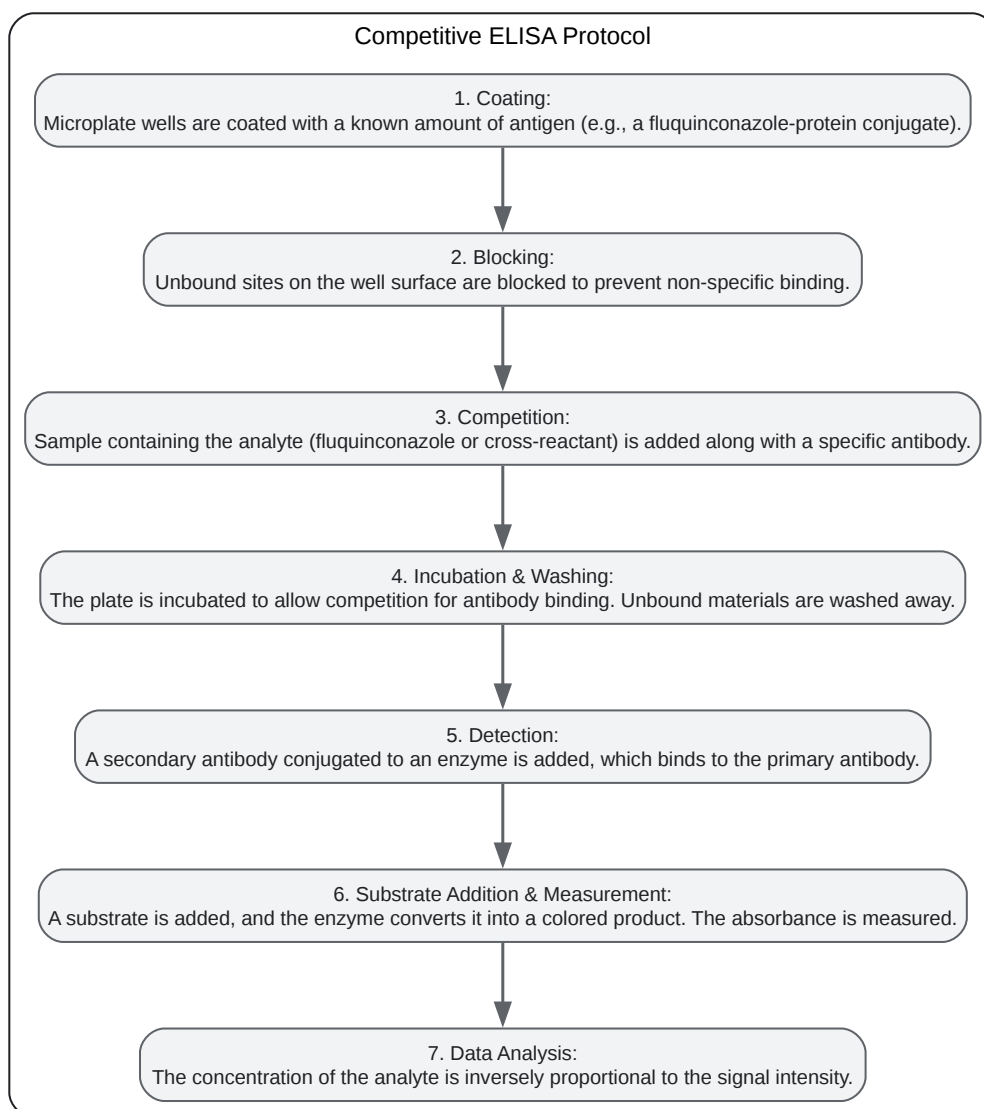 Competitive ELISA Protocol
1. Coating:
Microplate wells are coated with a known amount of antigen (e.g., a fluquinconazole-protein conjugate).
2. Blocking:
Unbound sites on the well surface are blocked to prevent non-specific binding.
3. Competition:
Sample containing the analyte (fluquinconazole or cross-reactant) is added along with a specific antibody.
4. Incubation & Washing:
The plate is incubated to allow competition for antibody binding. Unbound materials are washed away.
5. Detection:
A secondary antibody conjugated to an enzyme is added, which binds to the primary antibody.
6. Substrate Addition & Measurement:
A substrate is added, and the enzyme converts it into a colored product. The absorbance is measured.
7. Data Analysis:
The concentration of the analyte is inversely proportional to the signal intensity.